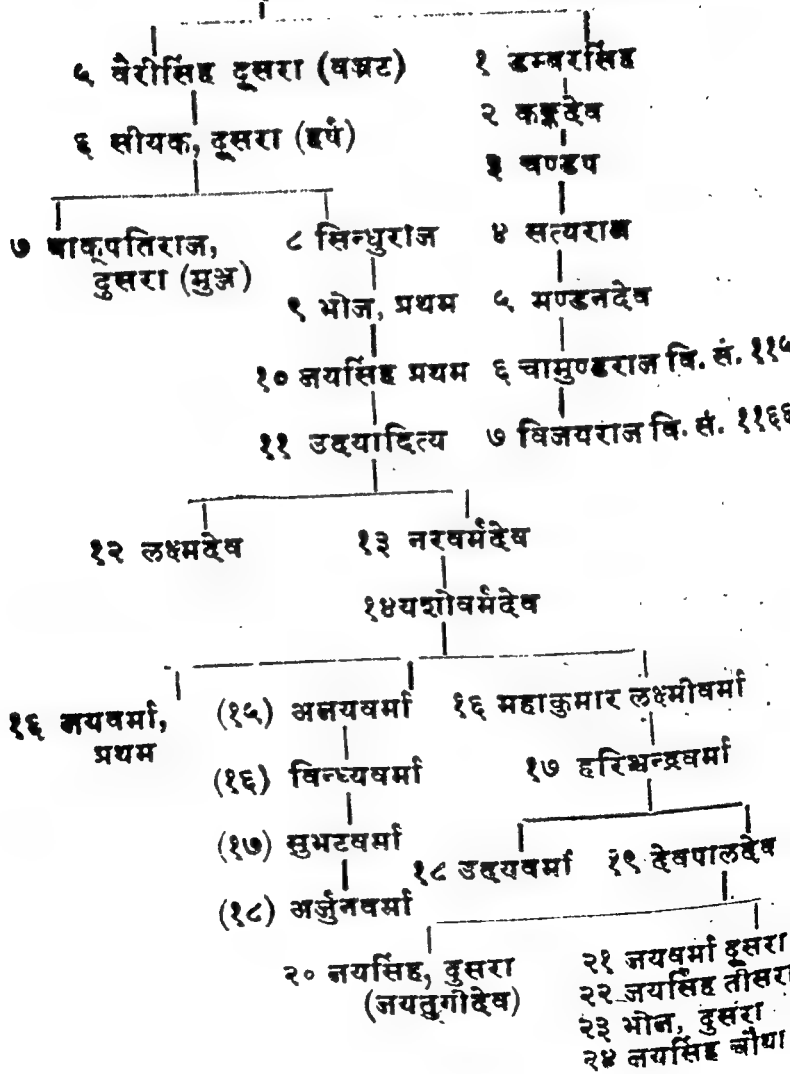 ५ वैरीसिंह दूसरा (वज्रट)
१ डम्बरसिंह
२ कङ्कदेव
६ सीयक, दूसरा (हर्ष)
३ चण्डप
७ वाक्पतिराज,
दुसरा (मुञ्ज)
८ सिन्धुराज
४ सत्यराज
९ भोज, प्रथम
५ मण्डनदेव
१० जयसिंह प्रथम
६ चामुण्डराज वि. सं. ११५
११ उदयादित्य
७ विजयराज वि. सं. ११६६
१२ लक्ष्मदेव
१३ नरवर्मदेव
१४यशोवर्मदेव
१६ जयवर्मा,
प्रथम
(१५) अजयवर्मा
१६ महाकुमार लक्ष्मीवर्मा
(१६) विन्ध्यवर्मा
१७ हरिश्चन्द्रवर्मा
(१७) सुभटवर्मा
१८ उदयवर्मा
१९ देवपालदेव
(१८) अर्जुनवर्मा
२० जयसिंह, दुसरा
(जयतुगीदेव)
२१ जयवर्मा दूसरा
२२ जयसिंह तीसरा
२३ भोज, दुसरा
२४ जयसिंह चौथा